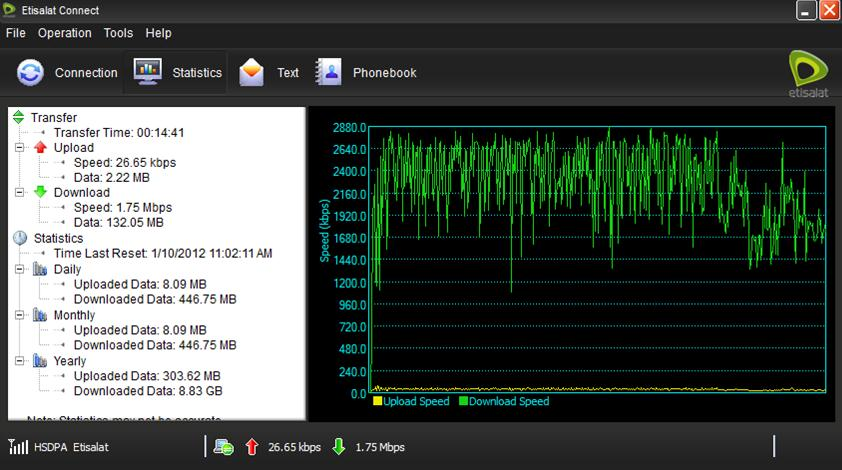 Etisalat Connect
File Operation Tools Help
Connection Statistics Text Phonebook
etisalat
Transfer
Transfer Time: 00:14:41
Upload
Speed: 26.65 kbps
Data: 2.22 MB
Download
Speed: 1.75 Mbps
Data: 132.05 MB
Statistics
Time Last Reset: 1/10/2012 11:02:11 AM
Daily
Uploaded Data: 8.09 MB
Downloaded Data: 446.75 MB
Monthly
Uploaded Data: 8.09 MB
Downloaded Data: 446.75 MB
Yearly
Uploaded Data: 303.62 MB
Downloaded Data: 8.83 GB
Note: Statistics may not be accurate
Speed (kbps)
2880.0
2640.0
2400.0
2160.0
1920.0
1680.0
1440.0
1200.0
960.0
720.0
480.0
240.0
0.0
Upload Speed Download Speed
HSDPA Etisalat 26.65 kbps 1.75 Mbps